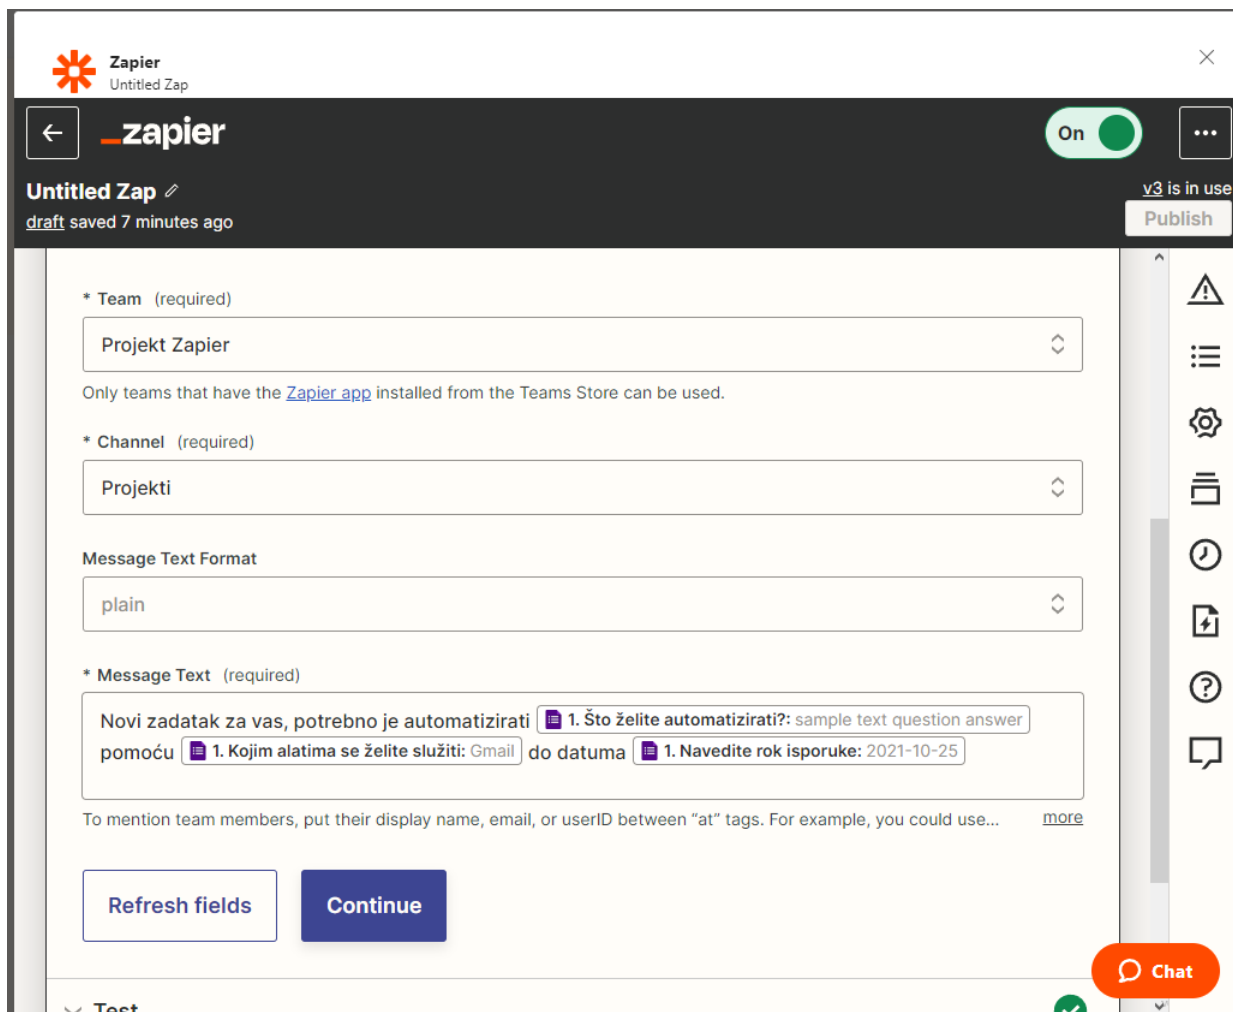 Zapier
Untitled Zap
zapier
On
Untitled Zap
v3 is in use
draft saved 7 minutes ago
Publish
* Team (required)
Projekt Zapier
Only teams that have the Zapier app installed from the Teams Store can be used.
* Channel (required)
Projekti
Message Text Format
plain
* Message Text (required)
Novi zadatak za vas, potrebno je automatizirati 1. Što želite automatizirati?: sample text question answer
pomoću 1. Kojim alatima se želite služiti: Gmail do datuma 1. Navedite rok isporuke: 2021-10-25
To mention team members, put their display name, email, or userID between “at” tags. For example, you could use... more
Refresh fields
Continue
Chat
Test